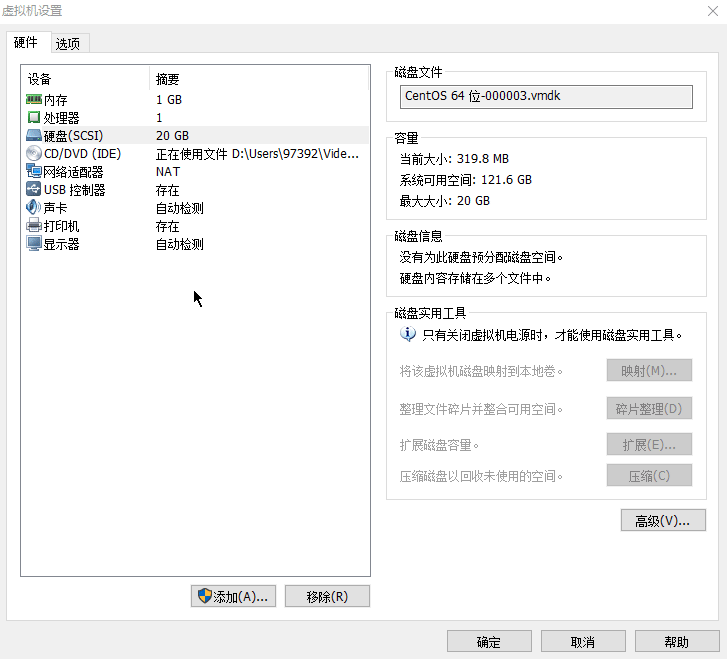 虚拟机设置
硬件
选项
设备 摘要
内存 1 GB
处理器 1
硬盘(SCSI) 20 GB
CD/DVD (IDE) 正在使用文件 D:\Users\97392\Vide...
网络适配器 NAT
USB 控制器 存在
声卡 自动检测
打印机 存在
显示器 自动检测
添加(A)...
移除(R)
磁盘文件
CentOS 64 位-000003.vmdk
容量
当前大小: 319.8 MB
系统可用空间: 121.6 GB
最大大小: 20 GB
磁盘信息
没有为此硬盘预分配磁盘空间。
硬盘内容存储在多个文件中。
磁盘实用工具
只有关闭虚拟机电源时，才能使用磁盘实用工具。
将该虚拟机磁盘映射到本地卷。 映射(M)...
整理文件碎片并整合可用空间。 碎片整理(D)
扩展磁盘容量。 扩展(E)...
压缩磁盘以回收未使用的空间。 压缩(C)
高级(V)...
确定
取消
帮助